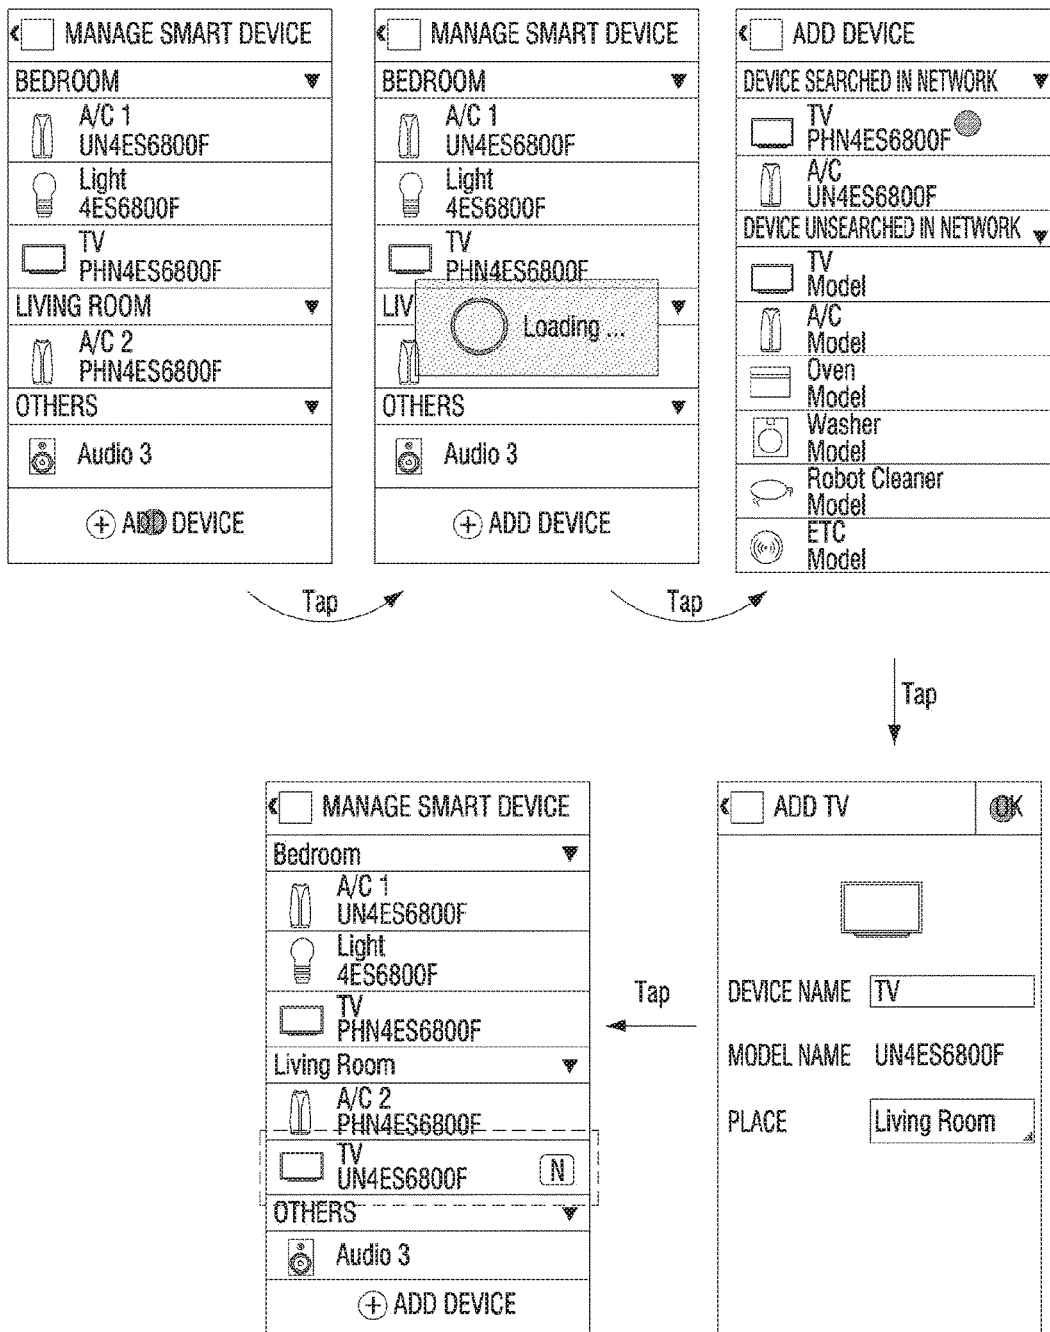 MANAGE SMART DEVICE
BEDROOM
A/C 1
UN4ES6800F
Light
4ES6800F
TV
PHN4ES6800F
LIVING ROOM
A/C 2
PHN4ES6800F
OTHERS
Audio 3
ADD DEVICE
Tap
MANAGE SMART DEVICE
BEDROOM
A/C 1
UN4ES6800F
Light
4ES6800F
TV
PHN4ES6800F
LIV
Loading ...
OTHERS
Audio 3
ADD DEVICE
Tap
ADD DEVICE
DEVICE SEARCHED IN NETWORK
TV
PHN4ES6800F
A/C
UN4ES6800F
DEVICE UNSEARCHED IN NETWORK
TV
Model
A/C
Model
Oven
Model
Washer
Model
Robot Cleaner
Model
ETC
Model
Tap
ADD TV
OK
DEVICE NAME TV
MODEL NAME UN4ES6800F
PLACE Living Room
Tap
MANAGE SMART DEVICE
Bedroom
A/C 1
UN4ES6800F
Light
4ES6800F
TV
PHN4ES6800F
Living Room
A/C 2
PHN4ES6800F
TV
UN4ES6800F
N
OTHERS
Audio 3
ADD DEVICE